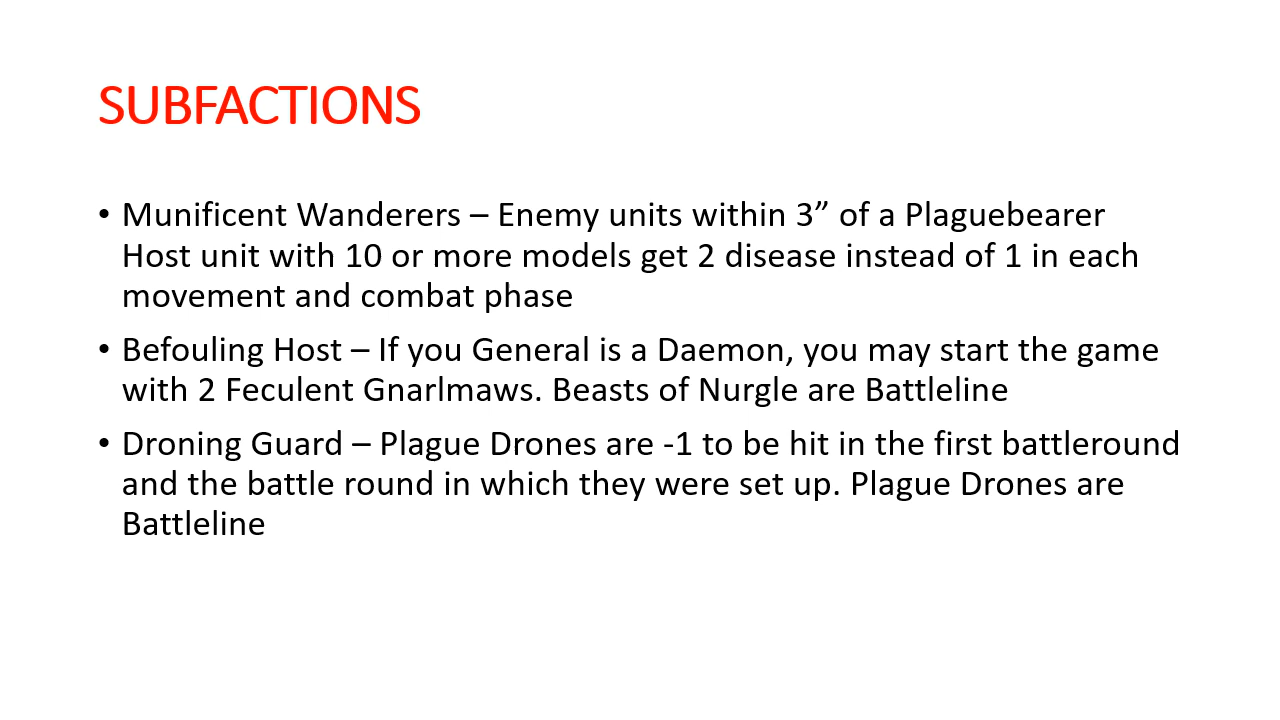 SUBFACTIONS
• Munificent Wanderers – Enemy units within 3” of a Plaguebearer
Host unit with 10 or more models get 2 disease instead of 1 in each
movement and combat phase
• Befouling Host – If you General is a Daemon, you may start the game
with 2 Feculent Gnarlmaws. Beasts of Nurgle are Battleline
• Droning Guard – Plague Drones are -1 to be hit in the first battleround
and the battle round in which they were set up. Plague Drones are
Battleline